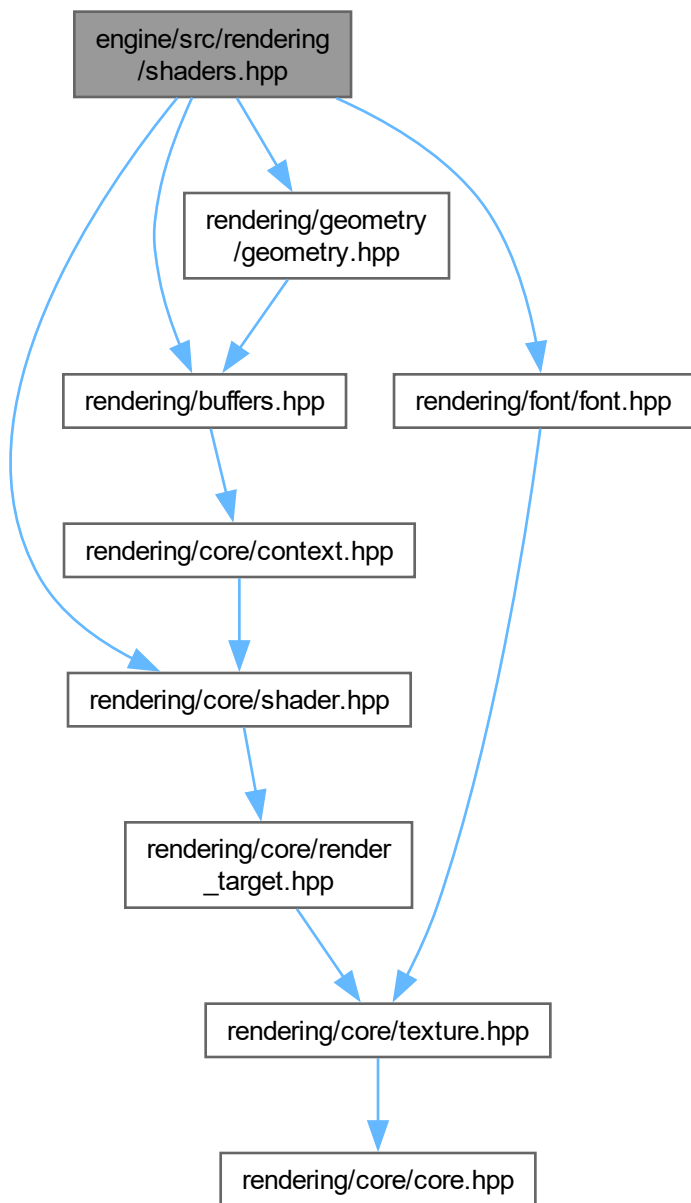 engine/src/rendering
/shaders.hpp
rendering/geometry
/geometry.hpp
rendering/buffers.hpp
rendering/font/font.hpp
rendering/core/context.hpp
rendering/core/shader.hpp
rendering/core/render
_target.hpp
rendering/core/texture.hpp
rendering/core/core.hpp